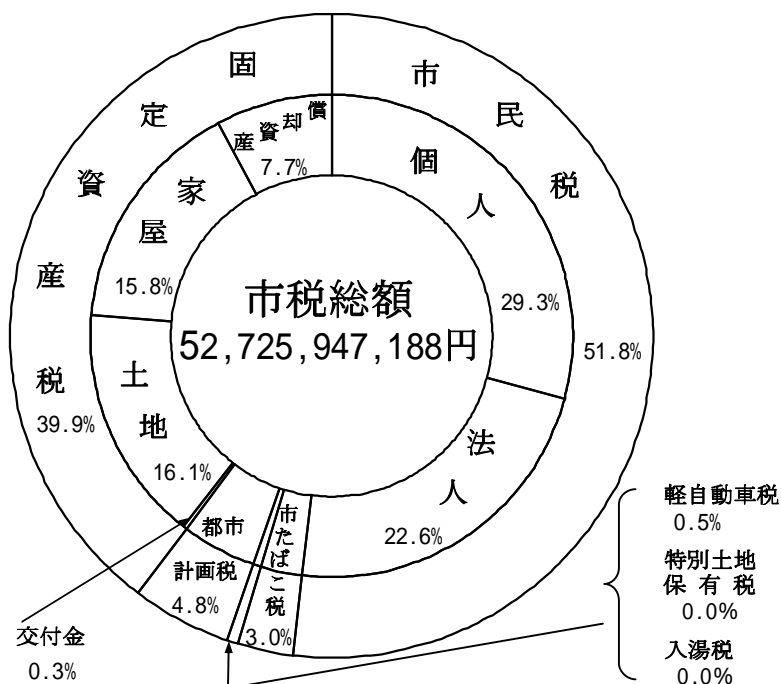 市税総額
52,725,947,188円
市民税
51.8%
個人
29.3%
法人
22.6%
市たばこ税
3.0%
軽自動車税
0.5%
特別土地
保有税
0.0%
入湯税
0.0%
都市
計画税
4.8%
固定資産税
39.9%
交付金
0.3%
土地
16.1%
家屋
15.8%
償却資産
7.7%